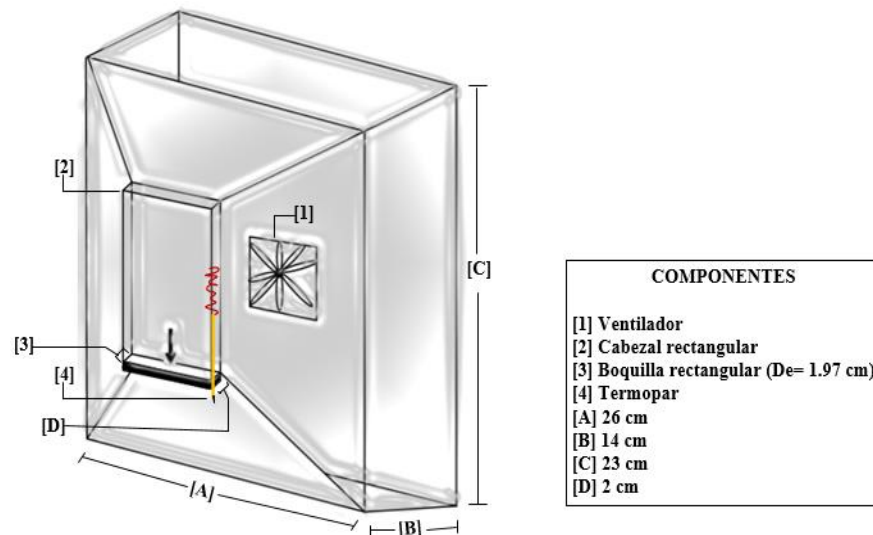 [2]
[1]
[C]
[3]
[4]
[D]
[A]
[B]
COMPONENTES
[1] Ventilador
[2] Cabezal rectangular
[3] Boquilla rectangular (De= 1.97 cm)
[4] Termopar
[A] 26 cm
[B] 14 cm
[C] 23 cm
[D] 2 cm